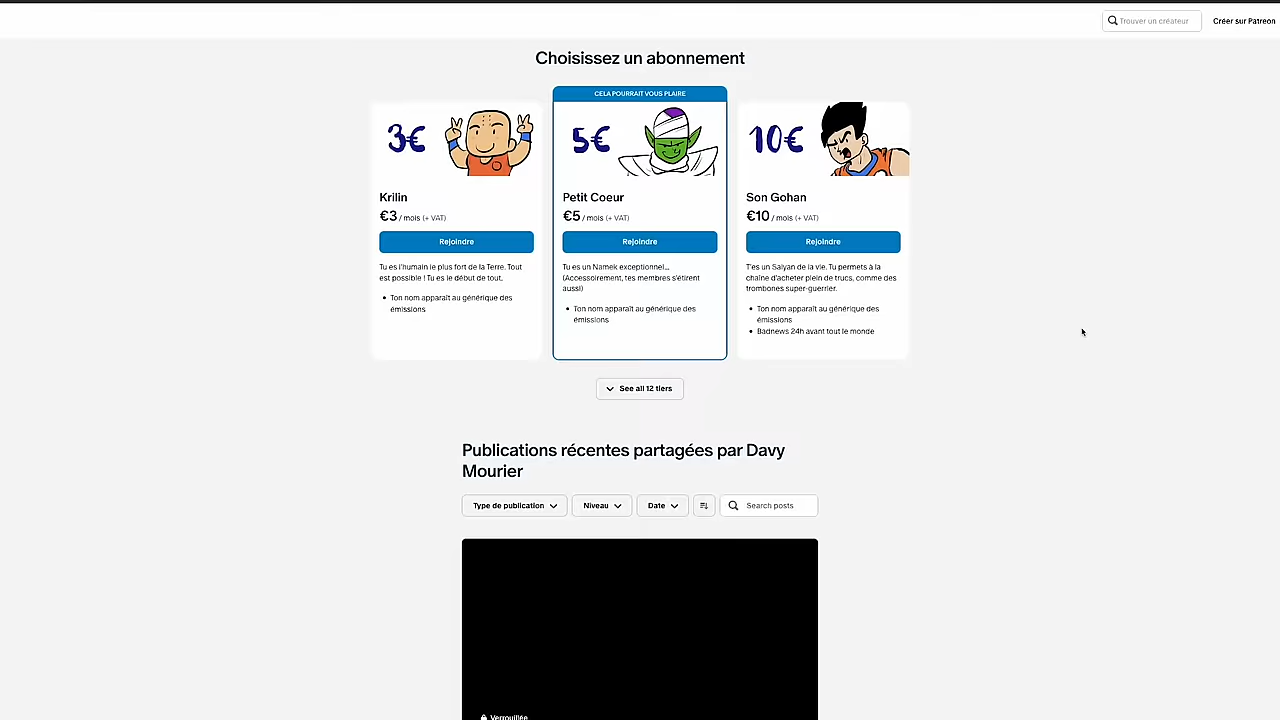 Trouver un créateur
Créer sur Patreon
Choisissez un abonnement
CELA POURRAIT VOUS PLAIRE
3€
5€
10€
Krilin
€3 / mois (+ VAT)
Rejoindre
Tu es l'humain le plus fort de la Terre. Tout
est possible ! Tu es le début de tout.
• Ton nom apparaît au générique des
émissions
Petit Coeur
€5 / mois (+ VAT)
Rejoindre
Tu es un Namek exceptionnel...
(Accessoirement, tes membres s'étirent
aussi)
• Ton nom apparaît au générique des
émissions
Son Gohan
€10 / mois (+ VAT)
Rejoindre
T'es un Saiyan de la vie. Tu permets à la
chaîne d'acheter plein de trucs, comme des
trombones super-guerrier.
• Ton nom apparaît au générique des
émissions
• Badnews 24h avant tout le monde
See all 12 tiers
Publications récentes partagées par Davy
Mourier
Type de publication
Niveau
Date
Search posts
Verrouillée